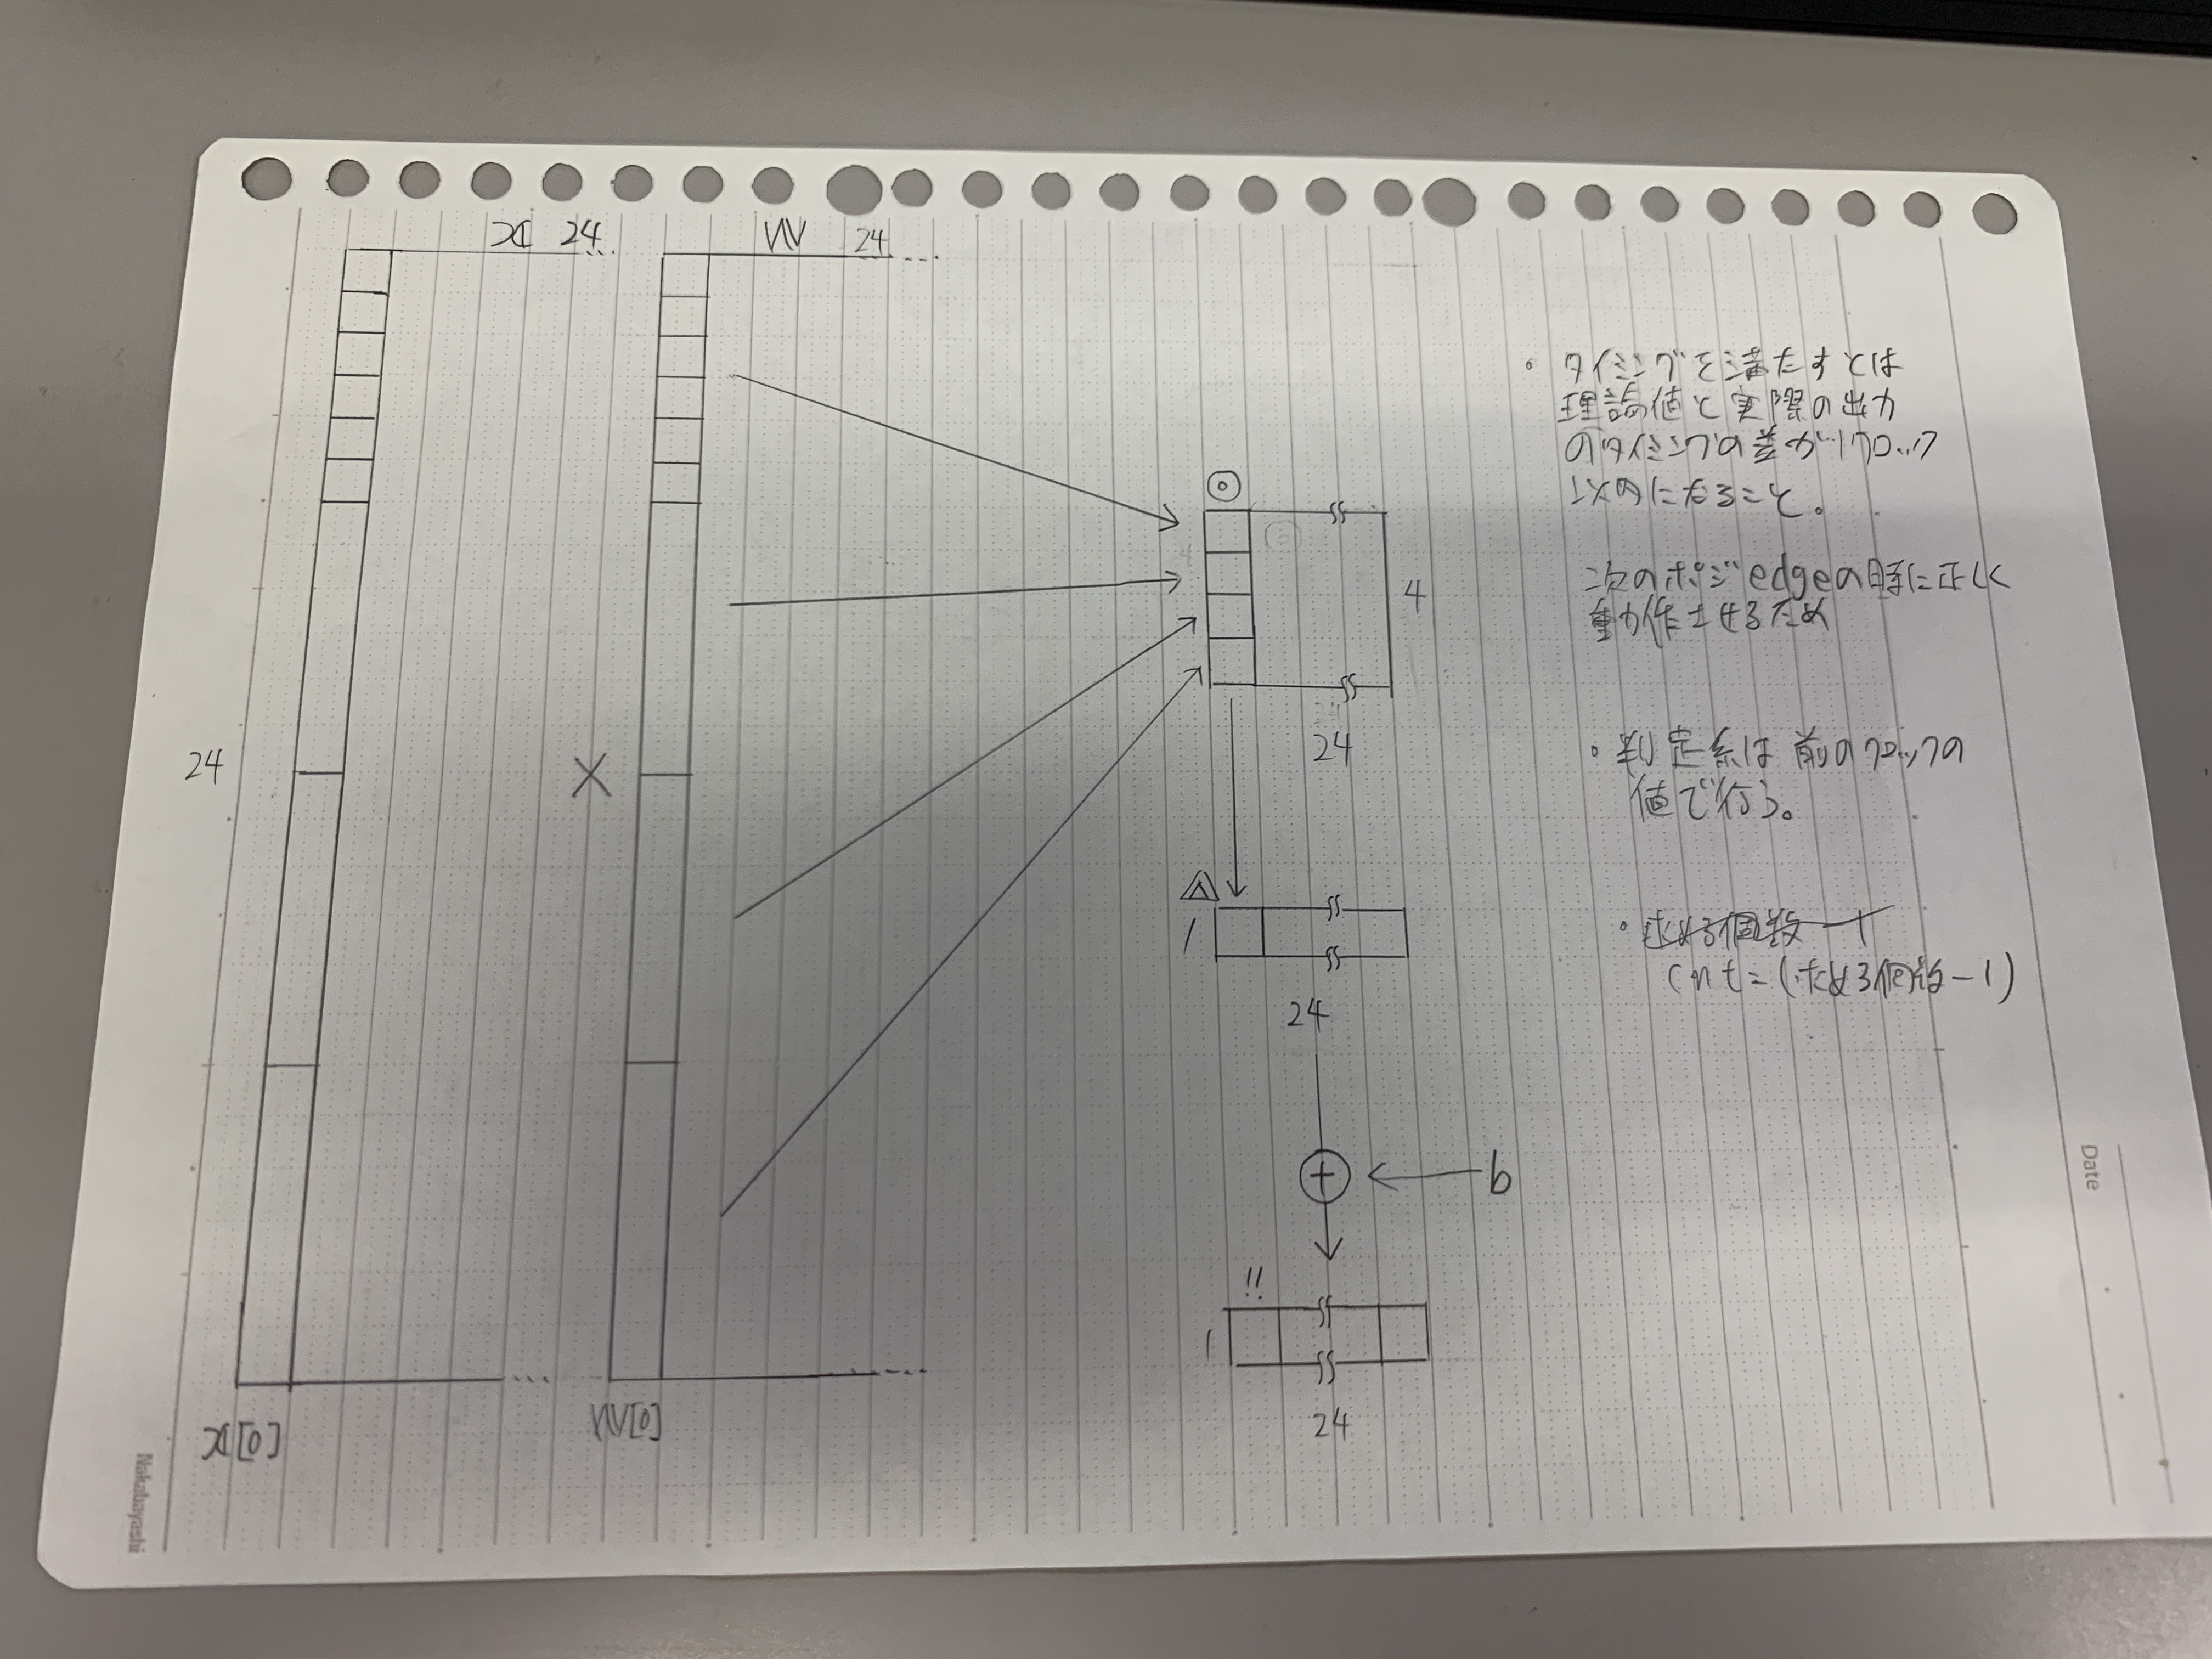 x 24
W 24
24
×
x[0]
W[0]
4
24
1
24
+ ← b
!!
1
24
・タイミングを満たすとは
理論値と実際の出力
のタイミングの差が1クロック
以内になること。
次のポジedgeの時に正しく
動作させるため
・判定系は前のクロックの
値で行う。
・求める個数-1
cnt=(求める個数-1)
Date
Nakabayashi